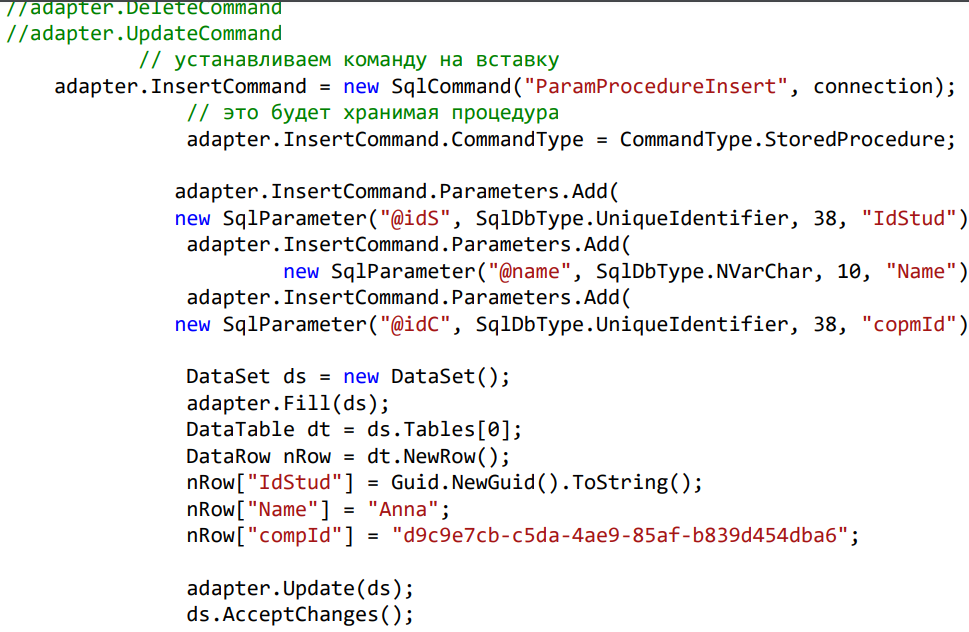 //adapter.DeleteCommand
//adapter.UpdateCommand
// устанавливаем команду на вставку
adapter.InsertCommand = new SqlCommand("ParamProcedureInsert", connection);
// это будет хранимая процедура
adapter.InsertCommand.CommandType = CommandType.StoredProcedure;
adapter.InsertCommand.Parameters.Add(
new SqlParameter("@idS", SqlDbType.UniqueIdentifier, 38, "IdStud")
adapter.InsertCommand.Parameters.Add(
new SqlParameter("@name", SqlDbType.NVarChar, 10, "Name")
adapter.InsertCommand.Parameters.Add(
new SqlParameter("@idC", SqlDbType.UniqueIdentifier, 38, "copmId")
DataSet ds = new DataSet();
adapter.Fill(ds);
DataTable dt = ds.Tables[0];
DataRow nRow = dt.NewRow();
nRow["IdStud"] = Guid.NewGuid().ToString();
nRow["Name"] = "Anna";
nRow["compId"] = "d9c9e7cb-c5da-4ae9-85af-b839d454dba6";
adapter.Update(ds);
ds.AcceptChanges();